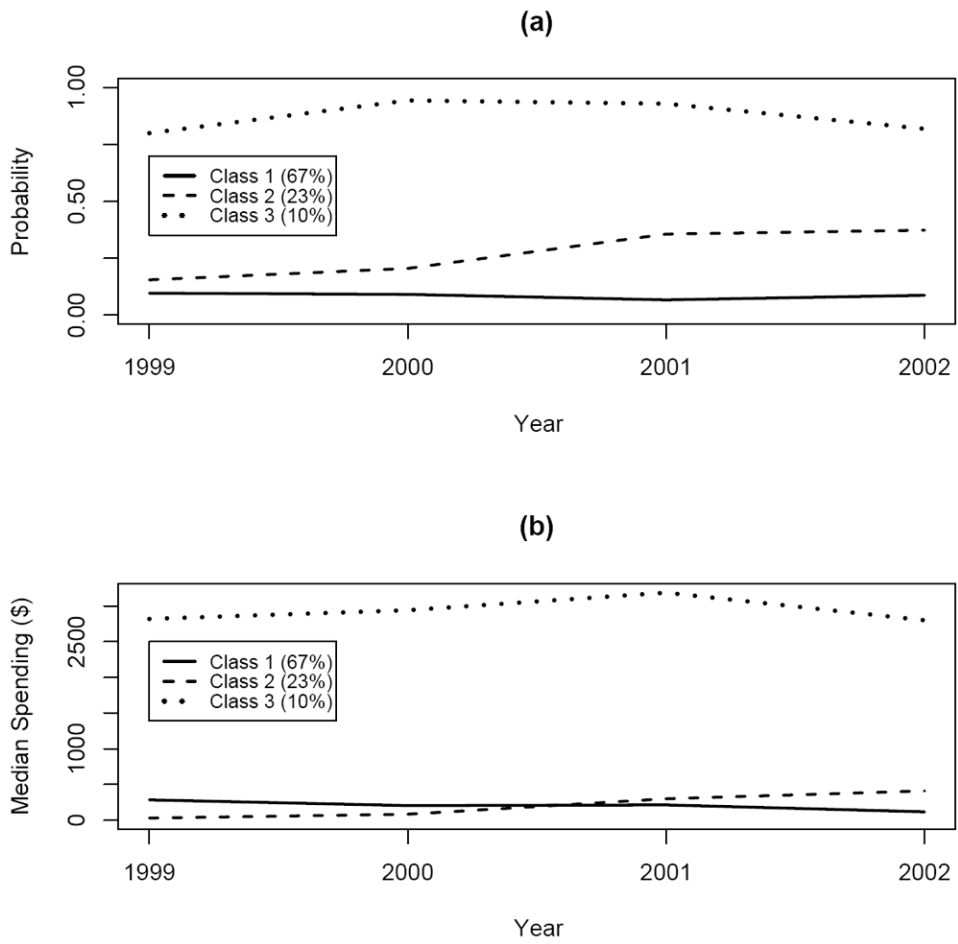 (a)
Probability
1.00
0.50
0.00
Class 1 (67%)
Class 2 (23%)
Class 3 (10%)
1999 2000 2001 2002
Year
(b)
Median Spending ($)
2500
1000
0
Class 1 (67%)
Class 2 (23%)
Class 3 (10%)
1999 2000 2001 2002
Year